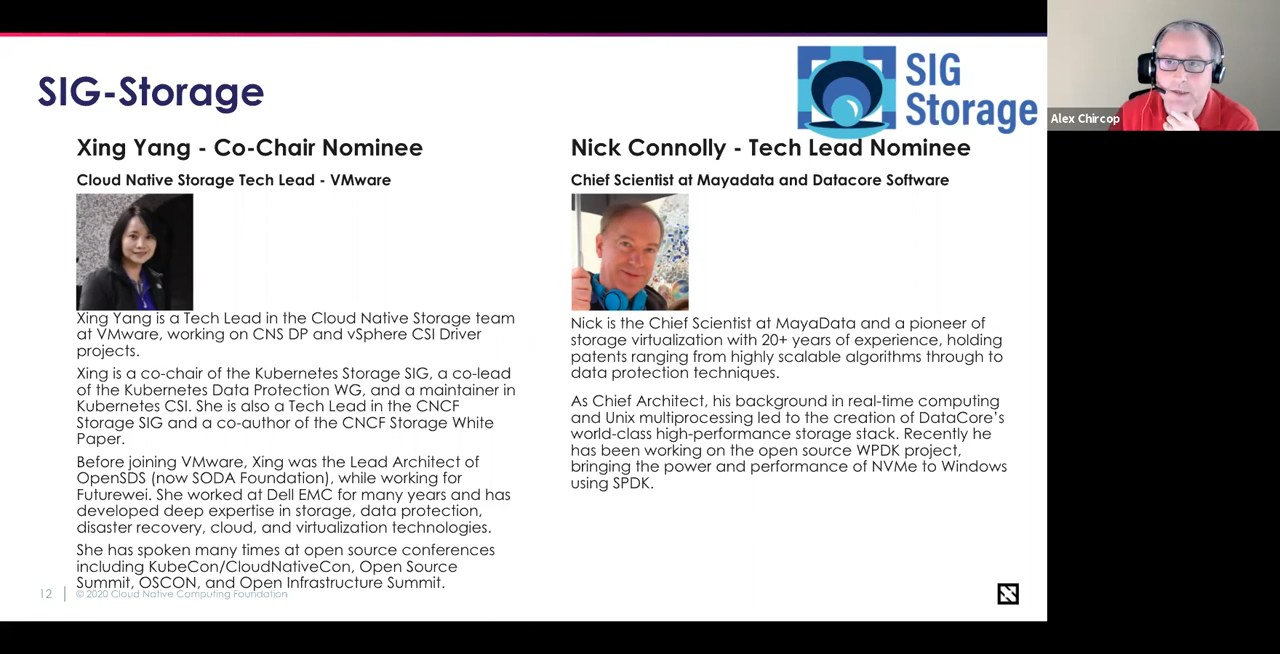 SIG-Storage
SIG
Storage
Alex Chircop
Xing Yang - Co-Chair Nominee
Cloud Native Storage Tech Lead - VMware
Xing Yang is a Tech Lead in the Cloud Native Storage team
at VMware, working on CNS DP and vSphere CSI Driver
projects.
Xing is a co-chair of the Kubernetes Storage SIG, a co-lead
of the Kubernetes Data Protection WG, and a maintainer in
Kubernetes CSI. She is also a Tech Lead in the CNCF
Storage SIG and a co-author of the CNCF Storage White
Paper.
Before joining VMware, Xing was the Lead Architect of
OpenSDS (now SODA Foundation), while working for
Futurewei. She worked at Dell EMC for many years and has
developed deep expertise in storage, data protection,
disaster recovery, cloud, and virtualization technologies.
She has spoken many times at open source conferences
including KubeCon/CloudNativeCon, Open Source
Summit, OSCON, and Open Infrastructure Summit.
Nick Connolly - Tech Lead Nominee
Chief Scientist at Mayadata and Datacore Software
Nick is the Chief Scientist at MayaData and a pioneer of
storage virtualization with 20+ years of experience, holding
patents ranging from highly scalable algorithms through to
data protection techniques.
As Chief Architect, his background in real-time computing
and Unix multiprocessing led to the creation of DataCore's
world-class high-performance storage stack. Recently he
has been working on the open source WPDK project,
bringing the power and performance of NVMe to Windows
using SPDK.
12
© 2020 Cloud Native Computing Foundation